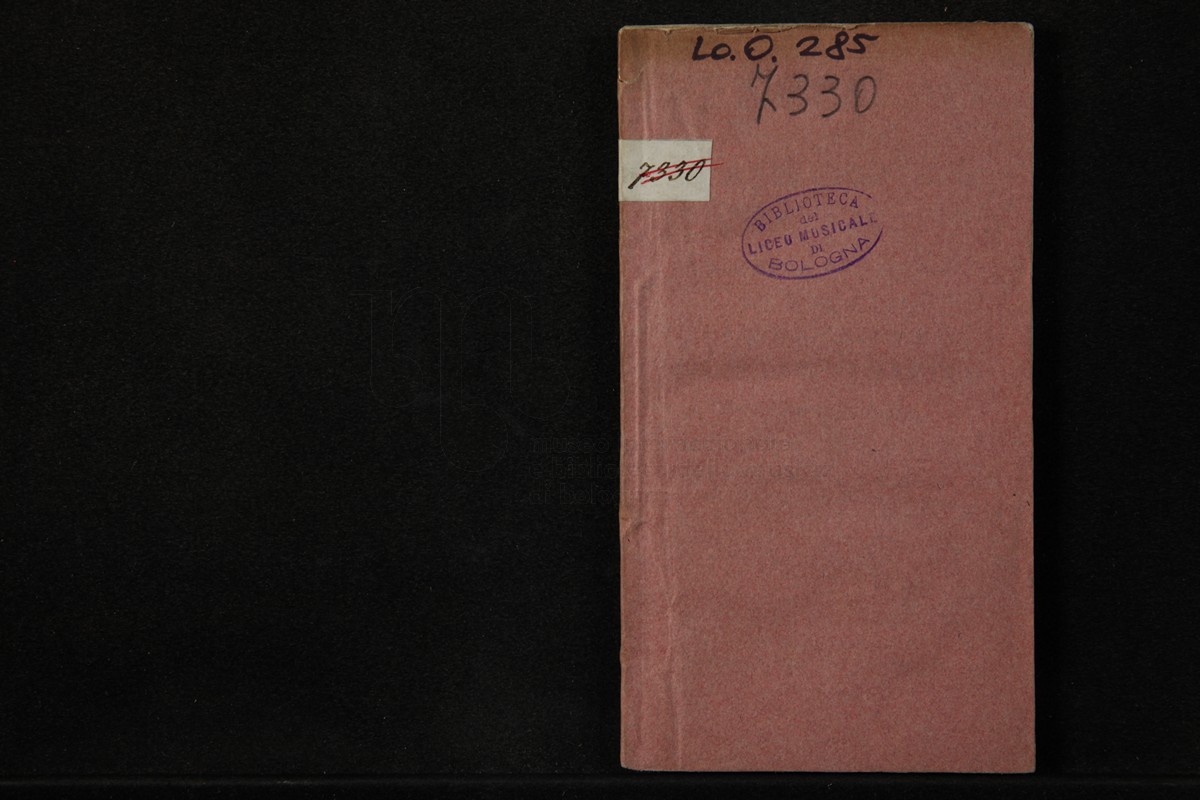 Lo.O. 285
7330
7330
BIBLIOTECA
del
LICEO MUSICALE
DI
BOLOGNA